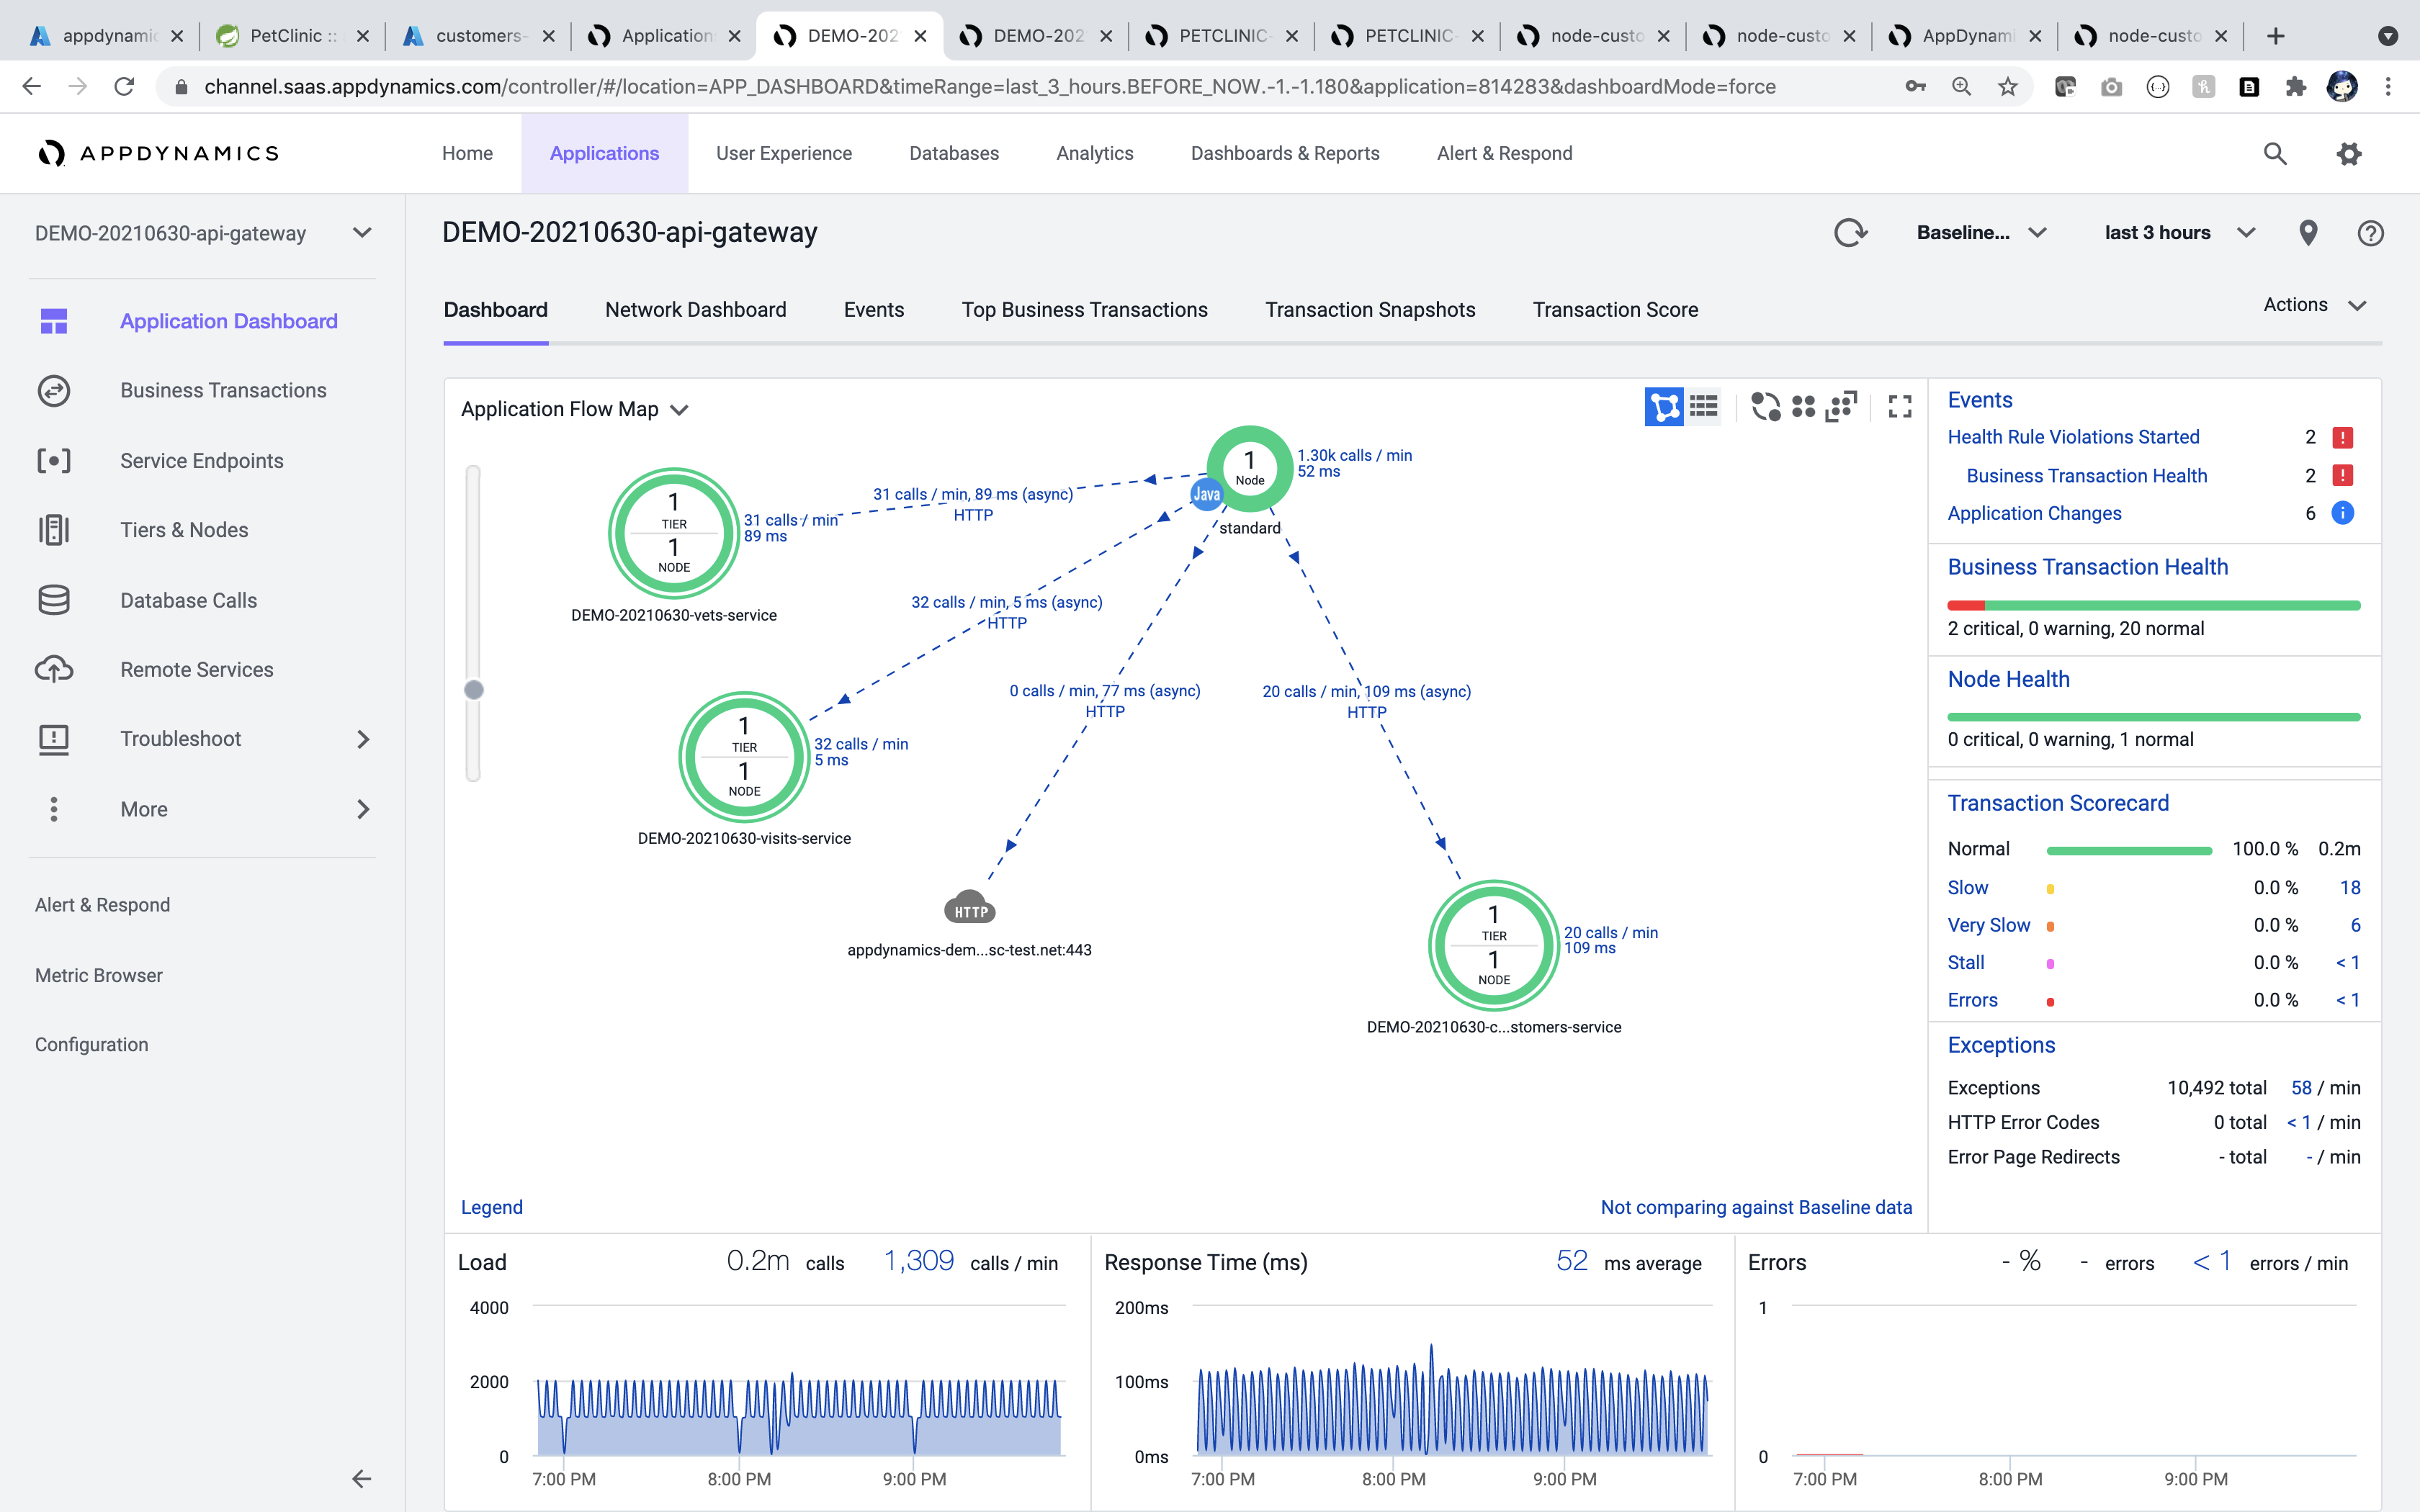 appdynamic
PetClinic ::
customers-
Application
DEMO-202
DEMO-202
PETCLINIC-
PETCLINIC-
node-custo
node-custo
AppDynami
node-custo
channel.saas.appdynamics.com/controller/#/location=APP_DASHBOARD&timeRange=last_3_hours.BEFORE_NOW.-1.-1.180&application=814283&dashboardMode=force
APPDYNAMICS
Home
Applications
User Experience
Databases
Analytics
Dashboards & Reports
Alert & Respond
DEMO-20210630-api-gateway
Application Dashboard
Business Transactions
Service Endpoints
Tiers & Nodes
Database Calls
Remote Services
Troubleshoot
More
Alert & Respond
Metric Browser
Configuration
DEMO-20210630-api-gateway
Baseline...
last 3 hours
Dashboard
Network Dashboard
Events
Top Business Transactions
Transaction Snapshots
Transaction Score
Actions
Application Flow Map
1
Node
Java
standard
1.30k calls / min
52 ms
31 calls / min, 89 ms (async)
HTTP
1
TIER
1
NODE
31 calls / min
89 ms
DEMO-20210630-vets-service
32 calls / min, 5 ms (async)
HTTP
1
TIER
1
NODE
32 calls / min
5 ms
DEMO-20210630-visits-service
0 calls / min, 77 ms (async)
HTTP
HTTP
appdynamics-dem...sc-test.net:443
20 calls / min, 109 ms (async)
HTTP
1
TIER
1
NODE
20 calls / min
109 ms
DEMO-20210630-c...stomers-service
Legend
Not comparing against Baseline data
Events
Health Rule Violations Started 2 !
Business Transaction Health 2 !
Application Changes 6 i
Business Transaction Health
2 critical, 0 warning, 20 normal
Node Health
0 critical, 0 warning, 1 normal
Transaction Scorecard
Normal 100.0 % 0.2m
Slow 0.0 % 18
Very Slow 0.0 % 6
Stall 0.0 % < 1
Errors 0.0 % < 1
Exceptions
Exceptions 10,492 total 58 / min
HTTP Error Codes 0 total < 1 / min
Error Page Redirects - total - / min
Load 0.2m calls 1,309 calls / min
4000
2000
0
7:00 PM 8:00 PM 9:00 PM
Response Time (ms) 52 ms average
200ms
100ms
0ms
7:00 PM 8:00 PM 9:00 PM
Errors - % - errors < 1 errors / min
1
0
7:00 PM 8:00 PM 9:00 PM